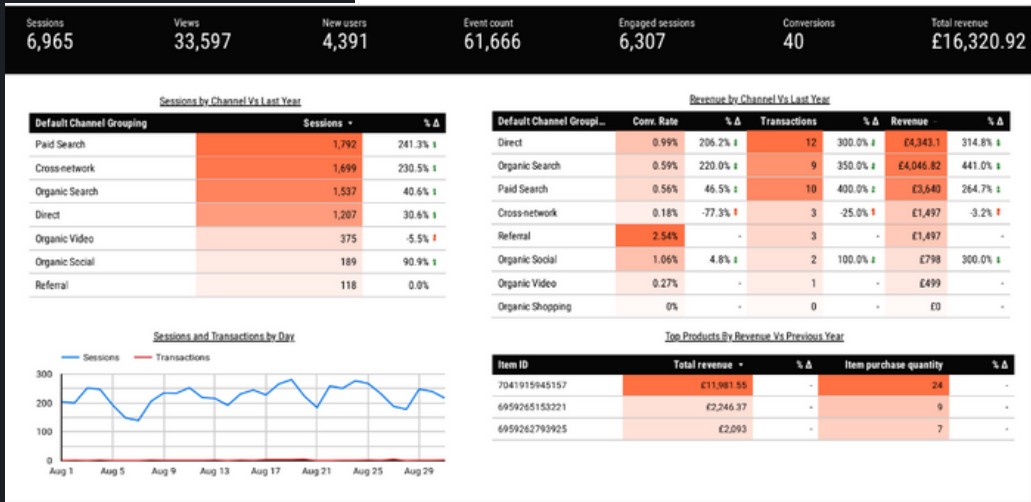 Sessions Views New users Event count Engaged sessions Conversions Total revenue
6,965 33,597 4,391 61,666 6,307 40 £16,320.92
Sessions by Channel Vs Last Year
Default Channel Grouping Sessions % Δ
Paid Search 1,792 241.3%
Cross-network 1,699 230.5%
Organic Search 1,537 40.6%
Direct 1,207 30.6%
Organic Video 375 -5.5%
Organic Social 189 90.9%
Referral 118 0.0%
Revenue by Channel Vs Last Year
Default Channel Groupi... Conv. Rate % Δ Transactions % Δ Revenue % Δ
Direct 0.99% 206.2% 12 300.0% £4,343.1 314.8%
Organic Search 0.59% 220.0% 9 350.0% £4,046.82 441.0%
Paid Search 0.56% 46.5% 10 400.0% £3,640 264.7%
Cross-network 0.18% -77.3% 3 -25.0% £1,497 -3.2%
Referral 2.54% - 3 - £1,497 -
Organic Social 1.06% 4.8% 2 100.0% £798 300.0%
Organic Video 0.27% - 1 - £499 -
Organic Shopping 0% - 0 - £0 -
Sessions and Transactions by Day
Sessions Transactions
300
200
100
0
Aug 1 Aug 5 Aug 9 Aug 13 Aug 17 Aug 21 Aug 25 Aug 29
Top Products By Revenue Vs Previous Year
Item ID Total revenue % Δ Item purchase quantity % Δ
7041915945157 £11,981.55 - 24 -
6959265153221 £2,246.37 - 9 -
6959262793925 £2,093 - 7 -